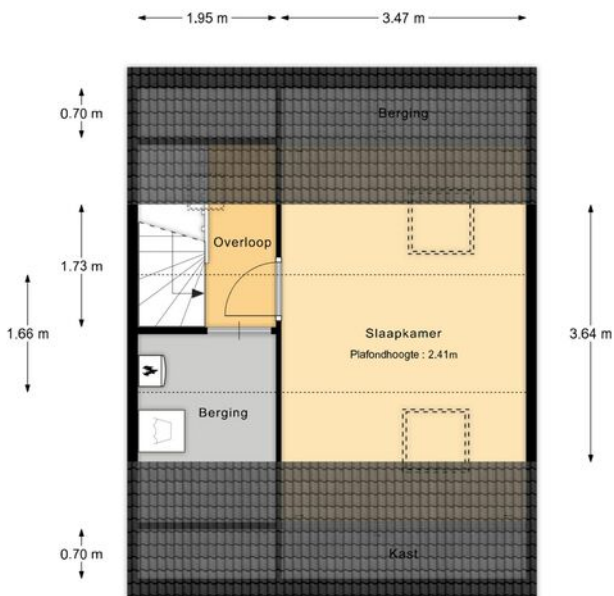 1.95 m
3.47 m
0.70 m
Berging
1.73 m
Overloop
1.66 m
3.64 m
Slaapkamer
Plafondhoogte : 2.41m
Berging
0.70 m
Kast